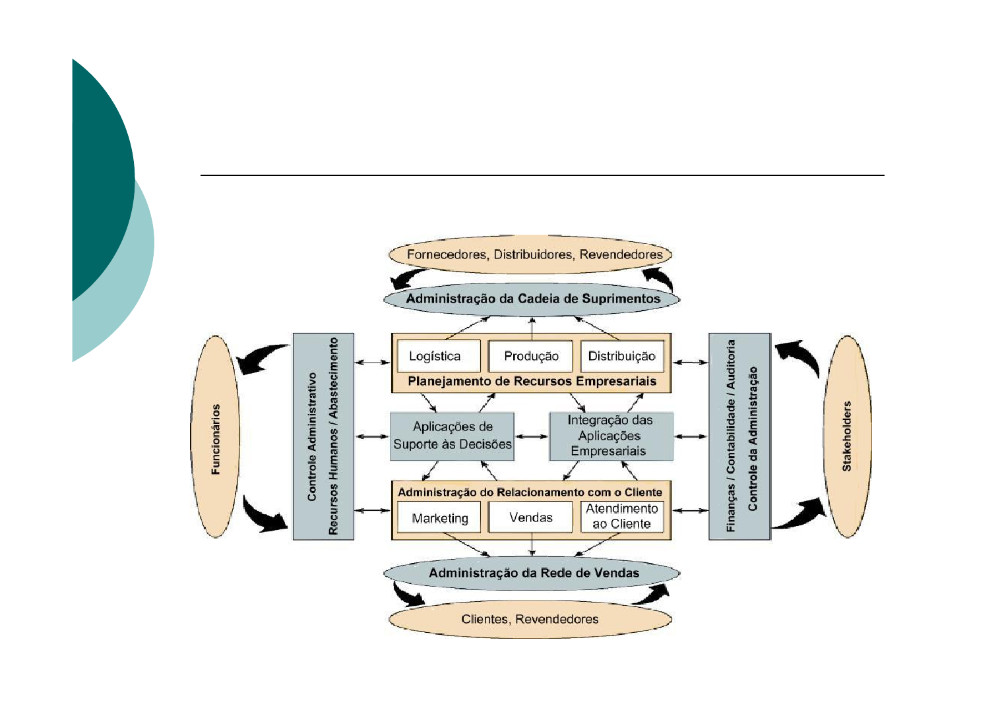 Fornecedores, Distribuidores, Revendedores
Administração da Cadeia de Suprimentos
Logística
Produção
Distribuição
Planejamento de Recursos Empresariais
Funcionários
Controle Administrativo
Recursos Humanos / Abastecimento
Aplicações de
Suporte às Decisões
Integração das
Aplicações
Empresariais
Finanças / Contabilidade / Auditoria
Controle da Administração
Stakeholders
Administração do Relacionamento com o Cliente
Marketing
Vendas
Atendimento
ao Cliente
Administração da Rede de Vendas
Clientes, Revendedores